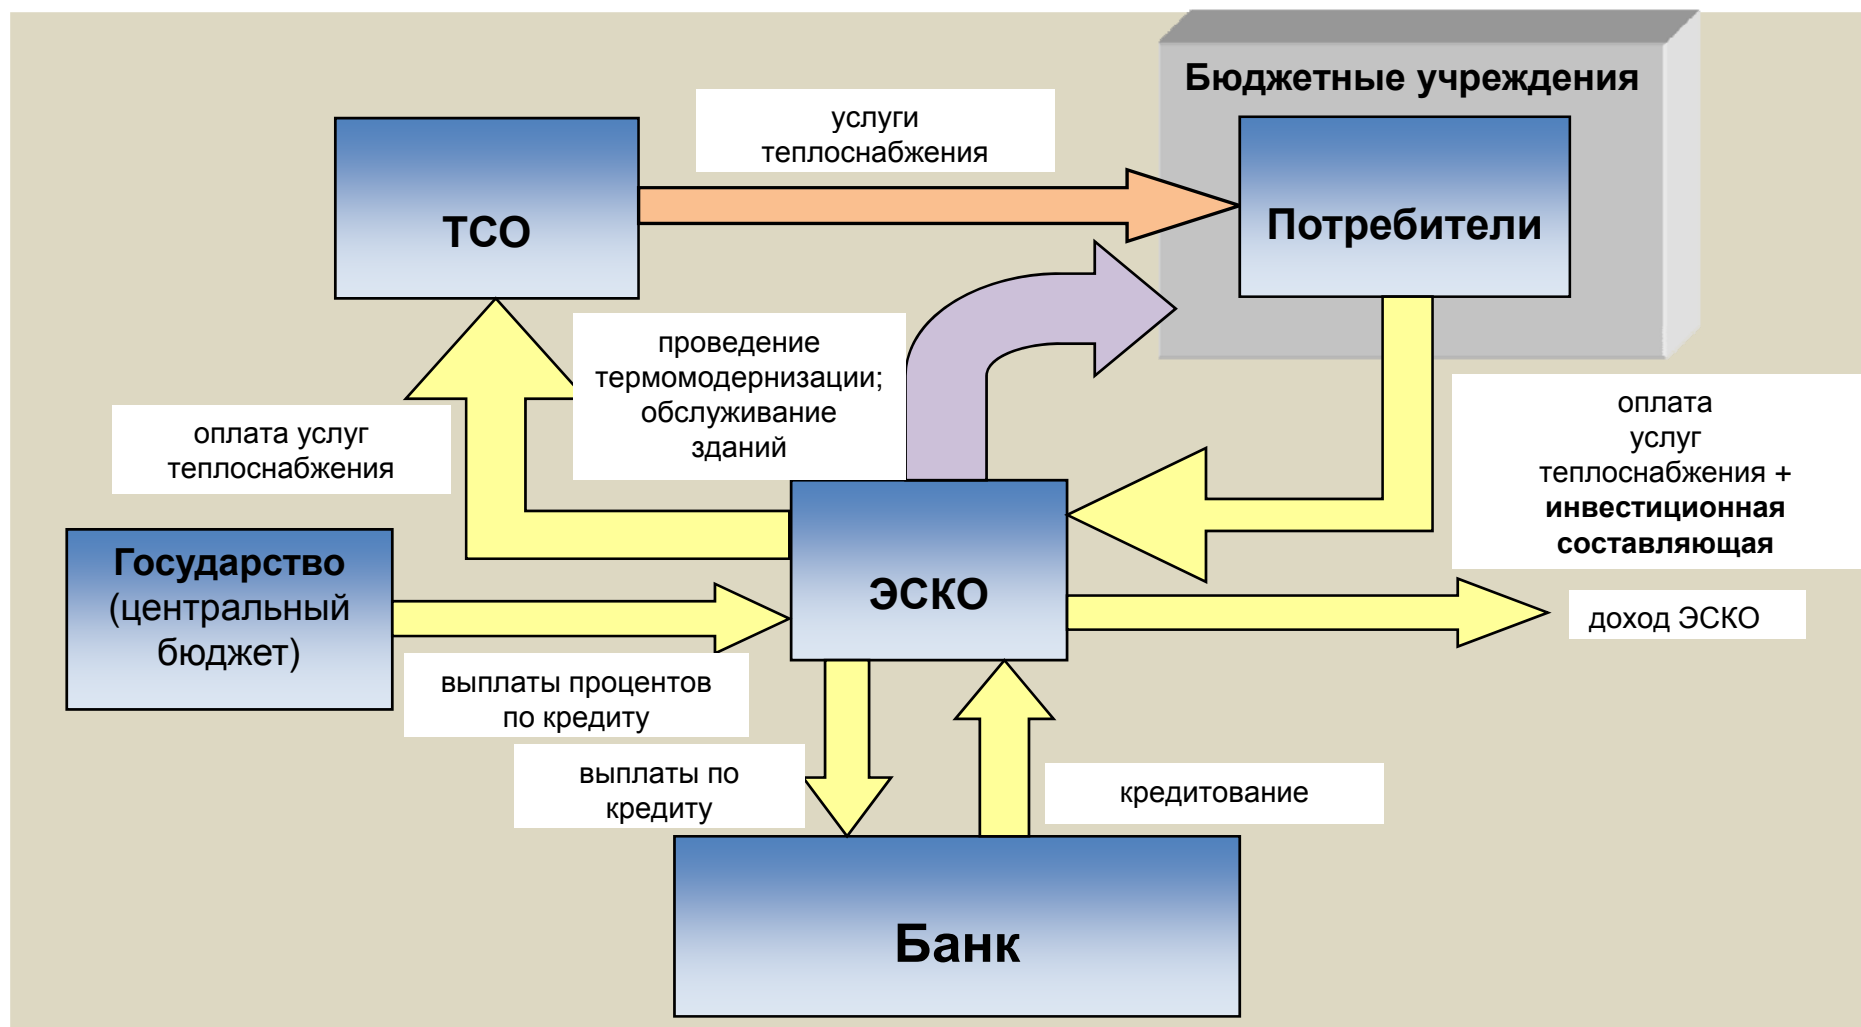 Бюджетные учреждения
услуги
теплоснабжения
ТСО
Потребители
проведение
термомодернизации;
обслуживание
зданий
оплата услуг
теплоснабжения
оплата
услуг
теплоснабжения +
инвестиционная
составляющая
Государство
(центральный
бюджет)
ЭСКО
доход ЭСКО
выплаты процентов
по кредиту
выплаты по
кредиту
кредитование
Банк